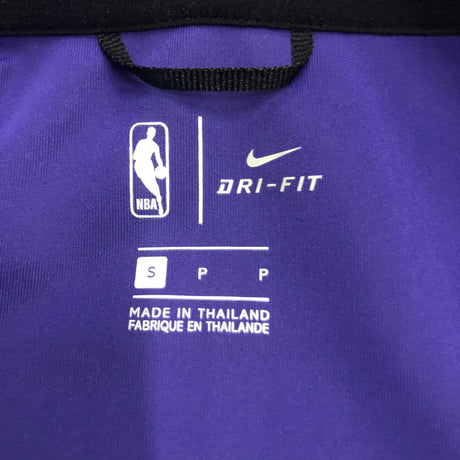 NBA
DRI-FIT
S P P
MADE IN THAILAND
FABRIQUE EN THAILANDE